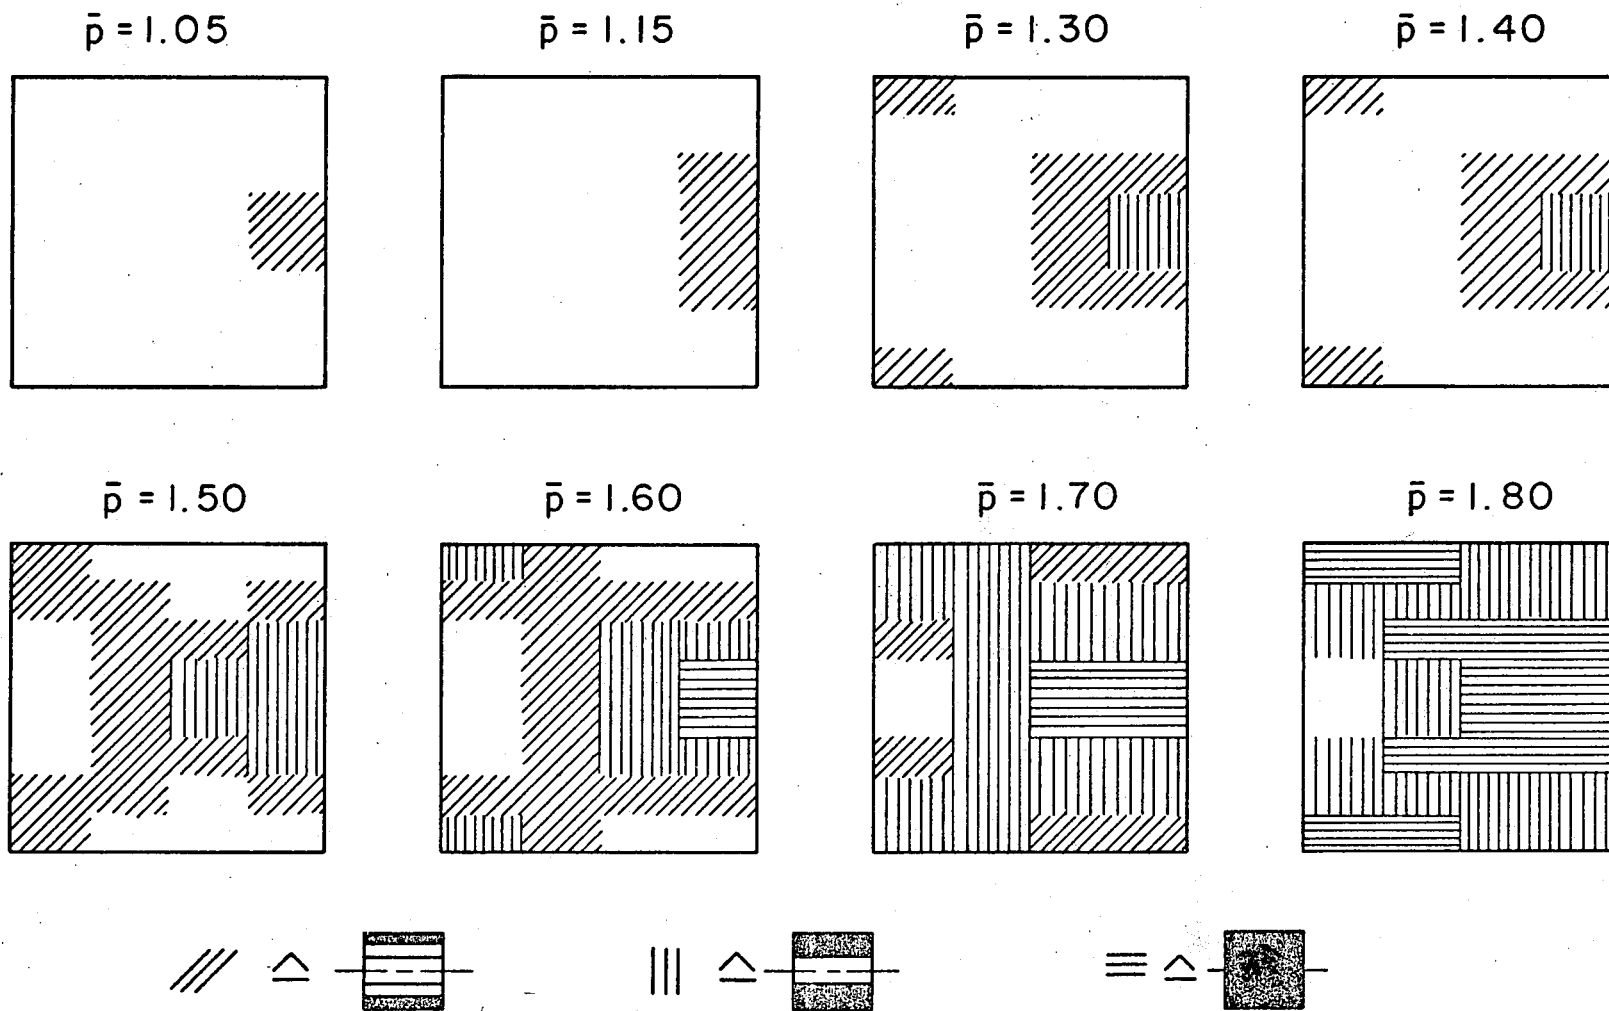 p̄ = 1.05
p̄ = 1.15
p̄ = 1.30
p̄ = 1.40
p̄ = 1.50
p̄ = 1.60
p̄ = 1.70
p̄ = 1.80